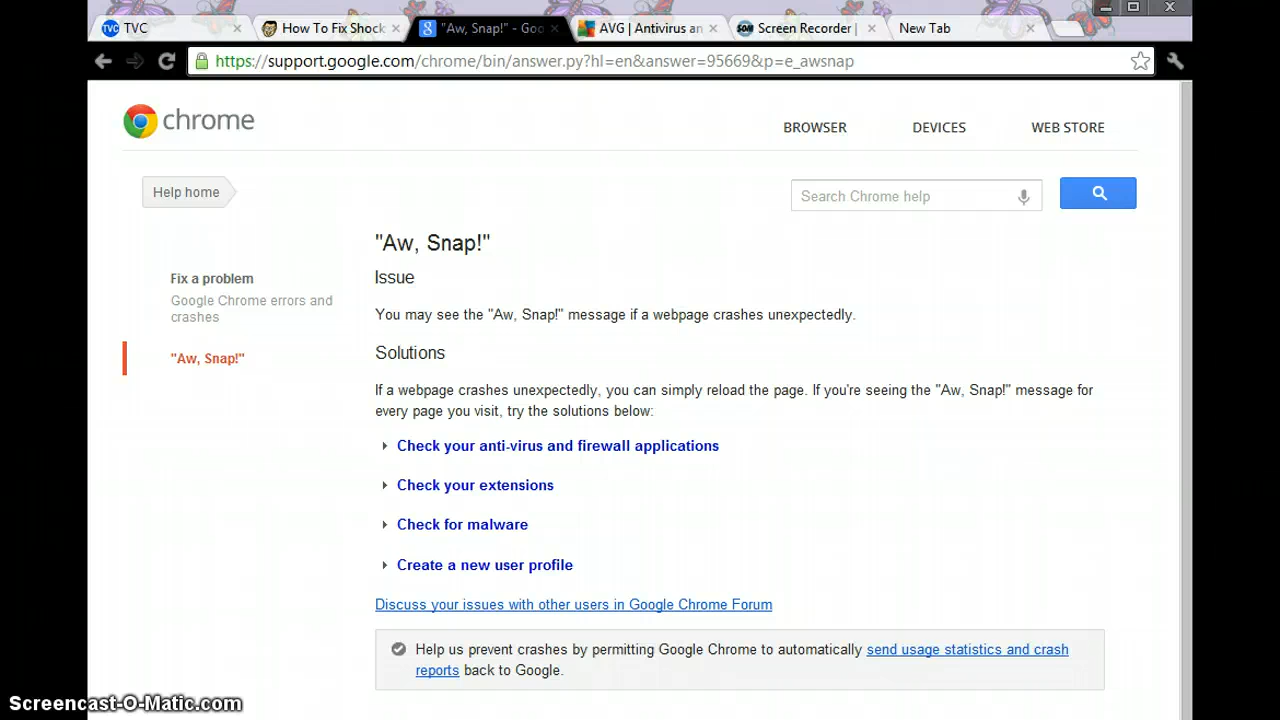 TVC
How To Fix Shock
"Aw, Snap!" - Goo
AVG | Antivirus an
Screen Recorder |
New Tab
https://support.google.com/chrome/bin/answer.py?hl=en&answer=95669&p=e_awsnap
chrome
BROWSER
DEVICES
WEB STORE
Help home
Search Chrome help
"Aw, Snap!"
Fix a problem
Google Chrome errors and
crashes
"Aw, Snap!"
Issue
You may see the "Aw, Snap!" message if a webpage crashes unexpectedly.
Solutions
If a webpage crashes unexpectedly, you can simply reload the page. If you're seeing the "Aw, Snap!" message for
every page you visit, try the solutions below:
Check your anti-virus and firewall applications
Check your extensions
Check for malware
Create a new user profile
Discuss your issues with other users in Google Chrome Forum
Help us prevent crashes by permitting Google Chrome to automatically send usage statistics and crash
reports back to Google.
Screencast-O-Matic.com